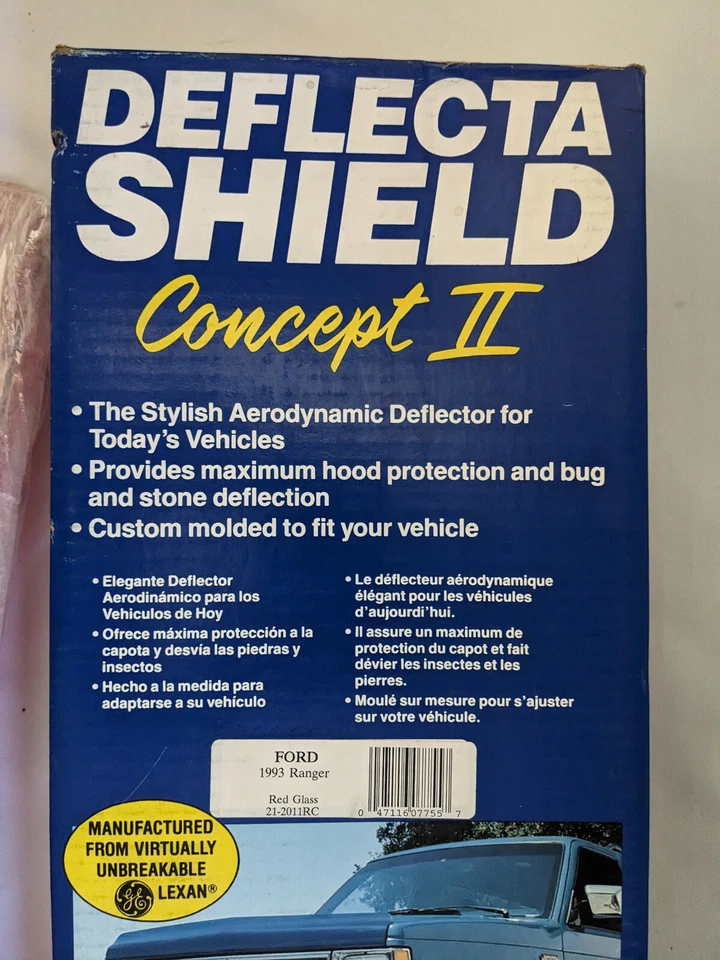 DEFLECTA
SHIELD
Concept II
• The Stylish Aerodynamic Deflector for
Today's Vehicles
• Provides maximum hood protection and bug
and stone deflection
• Custom molded to fit your vehicle
• Elegante Deflector
Aerodinámico para los
Vehiculos de Hoy
• Ofrece máxima protección a la
capota y desvía las piedras y
insectos
• Hecho a la medida para
adaptarse a su vehículo
• Le déflecteur aérodynamique
élégant pour les véhicules
d'aujourdi'hui.
• Il assure un maximum de
protection du capot et fait
dévier les insectes et les
pierres.
• Moulé sur mesure pour s'ajuster
sur votre véhicule.
FORD
1993 Ranger
Red Glass
21-2011RC
0 47116 07755 7
MANUFACTURED
FROM VIRTUALLY
UNBREAKABLE
GE LEXAN®